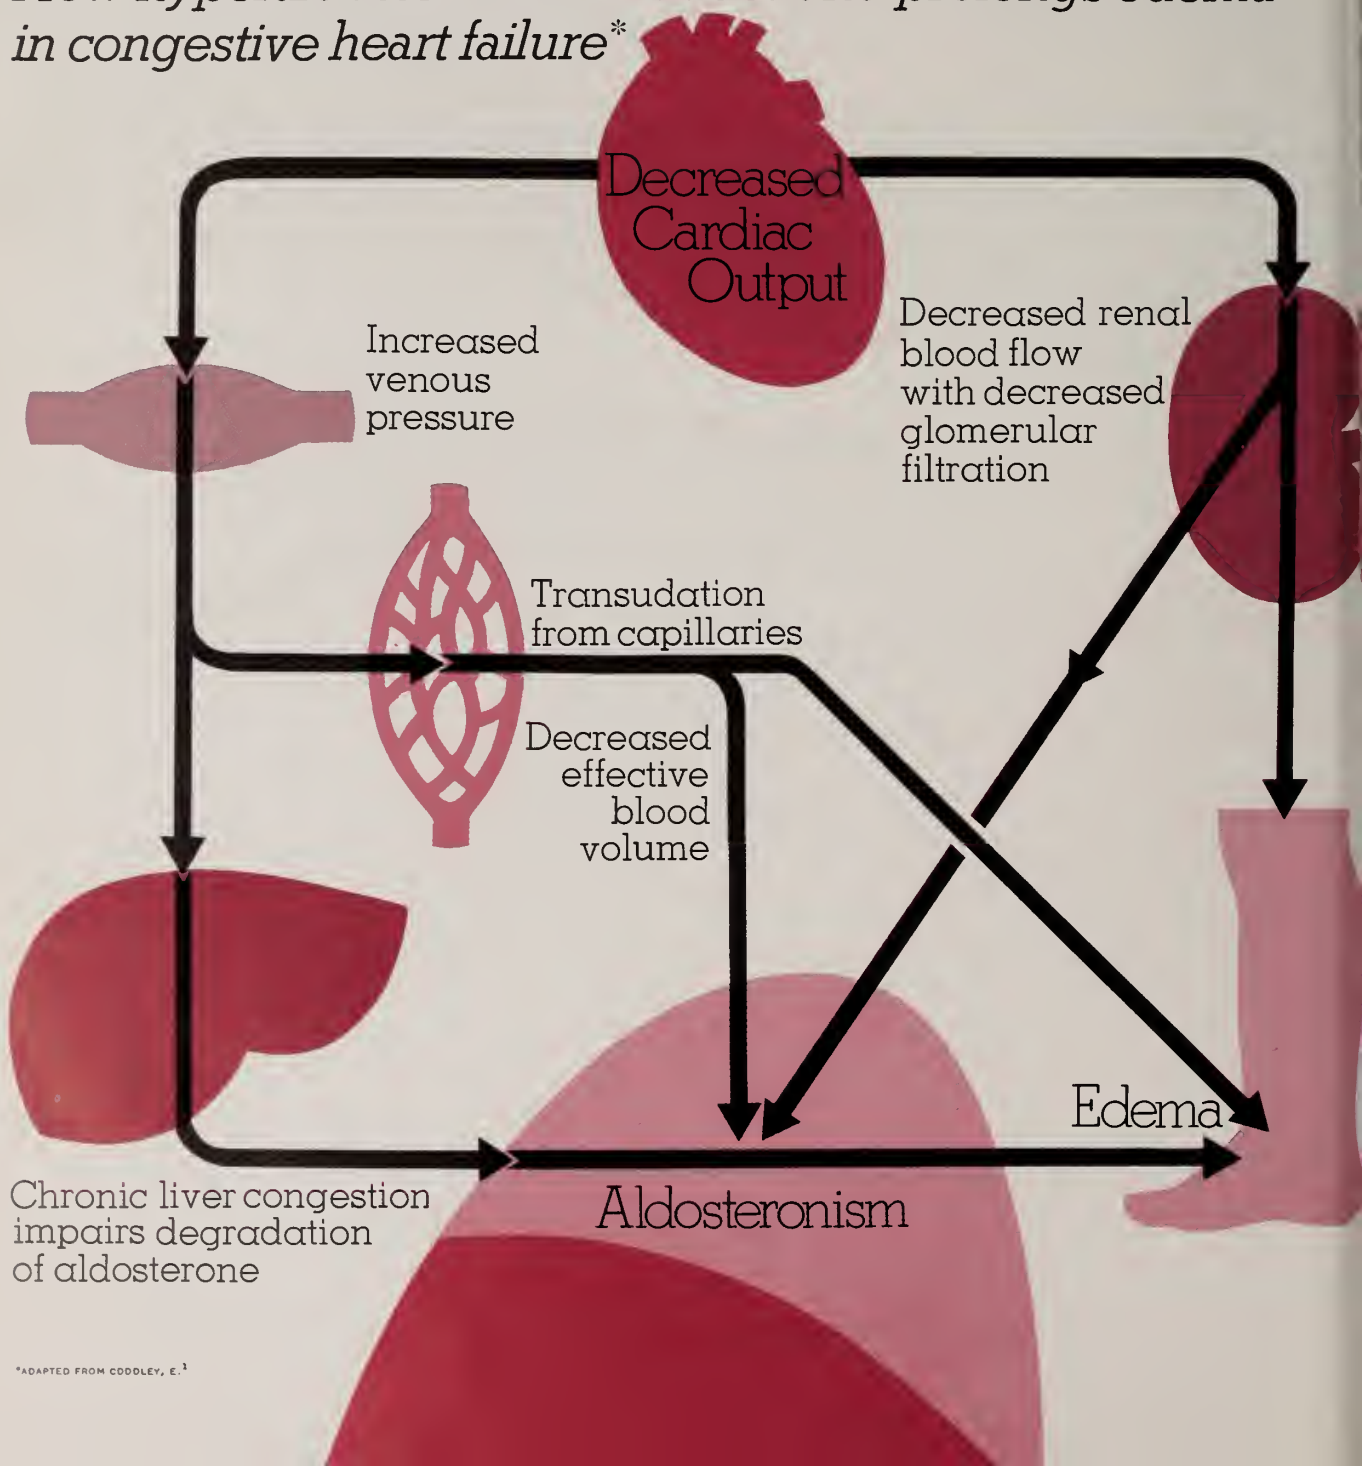 in congestive heart failure*
Decreased
Cardiac
Output
Increased
venous
pressure
Decreased renal
blood flow
with decreased
glomerular
filtration
Transudation
from capillaries
Decreased
effective
blood
volume
Edema
Aldosteronism
Chronic liver congestion
impairs degradation
of aldosterone
*ADAPTED FROM CODDLEY, E.¹